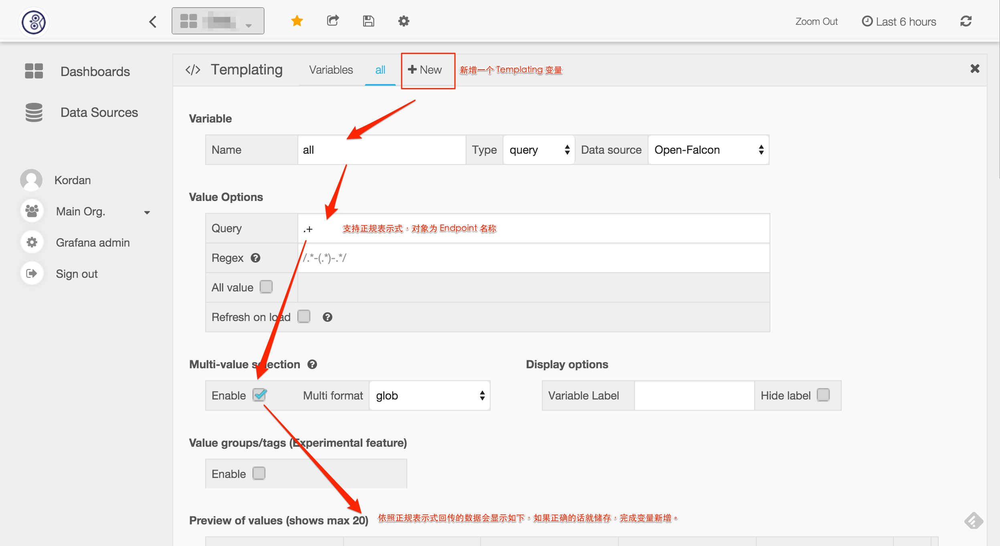 Zoom Out
Last 6 hours
Dashboards
Data Sources
Kordan
Main Org.
Grafana admin
Sign out
</> Templating Variables all + New 新增一个 Templating 变量
Variable
Name all Type query Data source Open-Falcon
Value Options
Query .+ 支持正规表示式，对象为 Endpoint 名称
Regex /.*-(.*)-.*/
All value
Refresh on load
Multi-value selection
Enable Multi format glob
Display options
Variable Label Hide label
Value groups/tags (Experimental feature)
Enable
Preview of values (shows max 20) 依照正规表示式回传的数据会显示如下，如果正确的话就储存，完成变量新增。